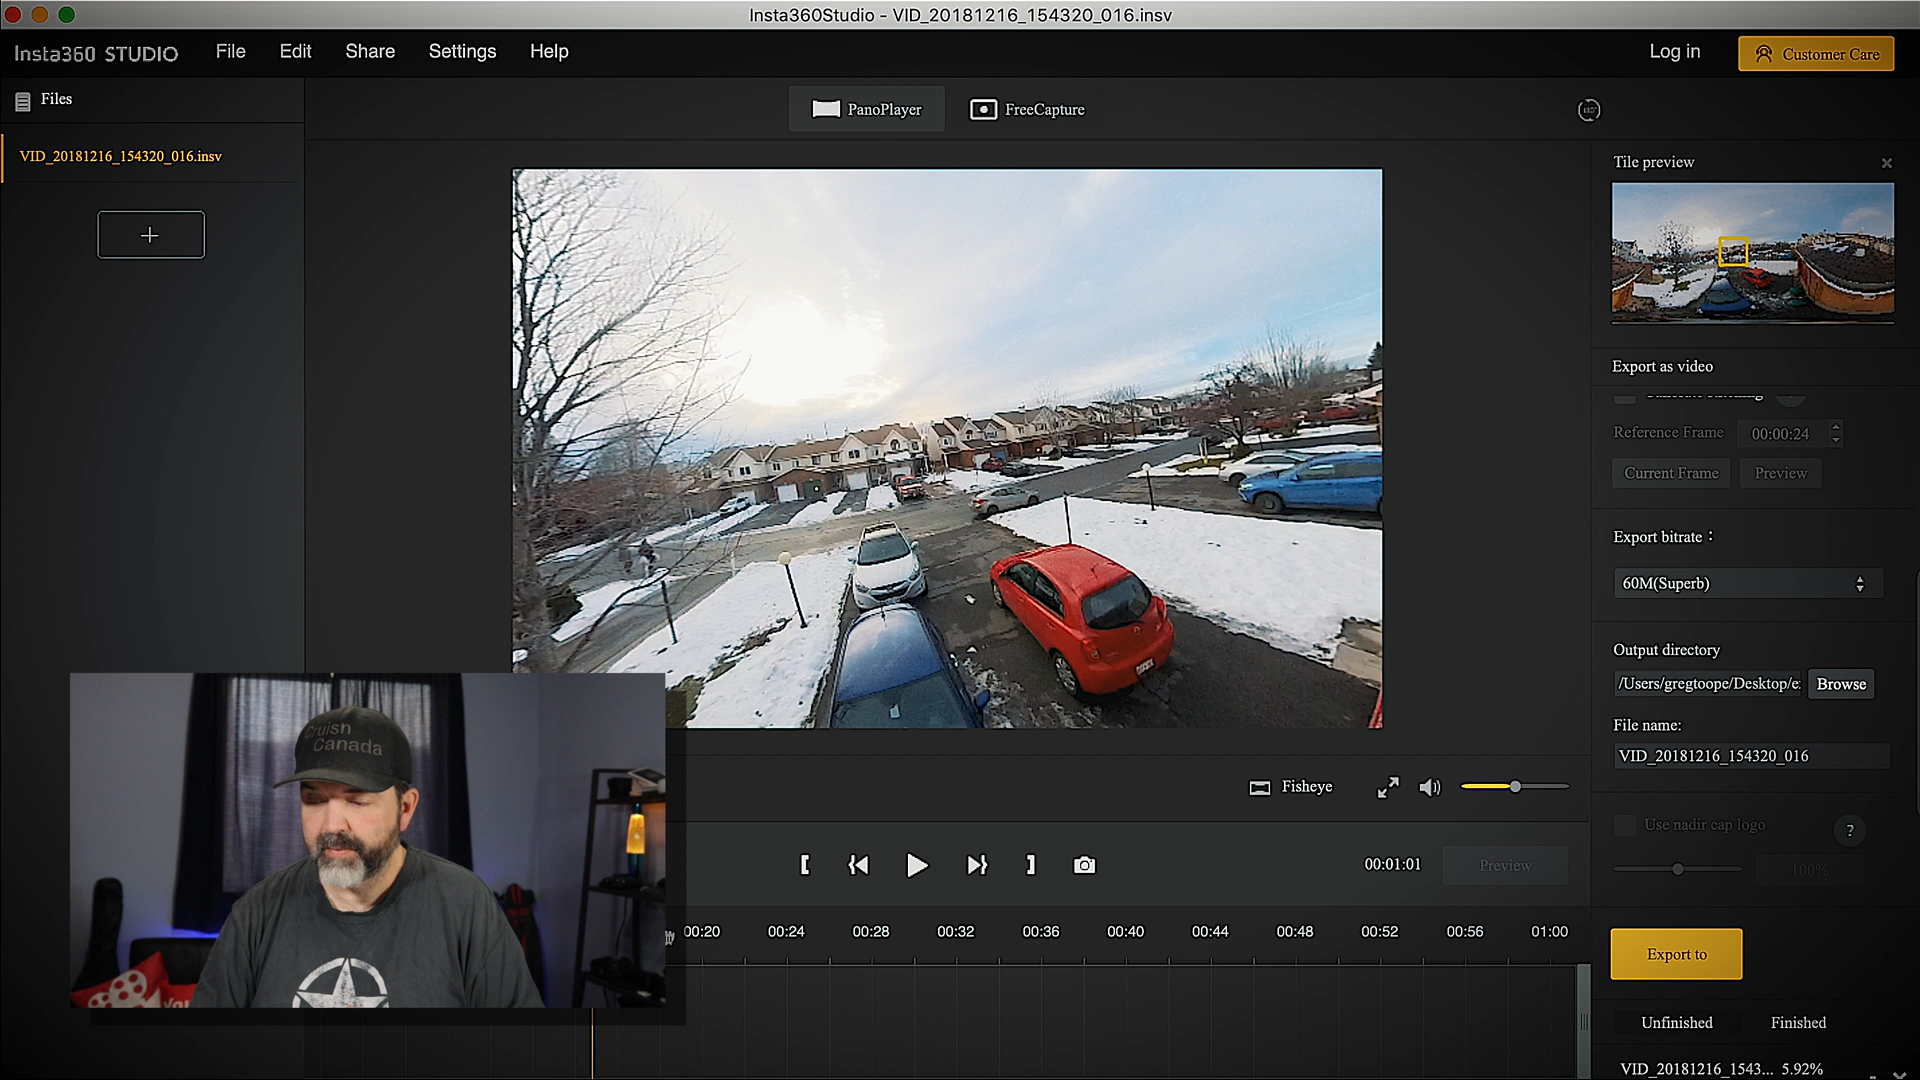 Insta360Studio - VID_20181216_154320_016.insv
Insta360 STUDIO
File
Edit
Share
Settings
Help
Log in
Customer Care
Files
PanoPlayer
FreeCapture
VID_20181216_154320_016.insv
Tile preview
Export as video
Reference Frame
00:00:24
Current Frame
Preview
Export bitrate :
60M(Superb)
Output directory
/Users/gregtoope/Desktop/e
Browse
File name:
VID_20181216_154320_016
Fisheye
Use nadir cap logo
?
100%
00:01:01
Preview
00:20
00:24
00:28
00:32
00:36
00:40
00:44
00:48
00:52
00:56
01:00
Export to
Unfinished
Finished
VID_20181216_1543... 5.92%
Cruisn
Canada
You